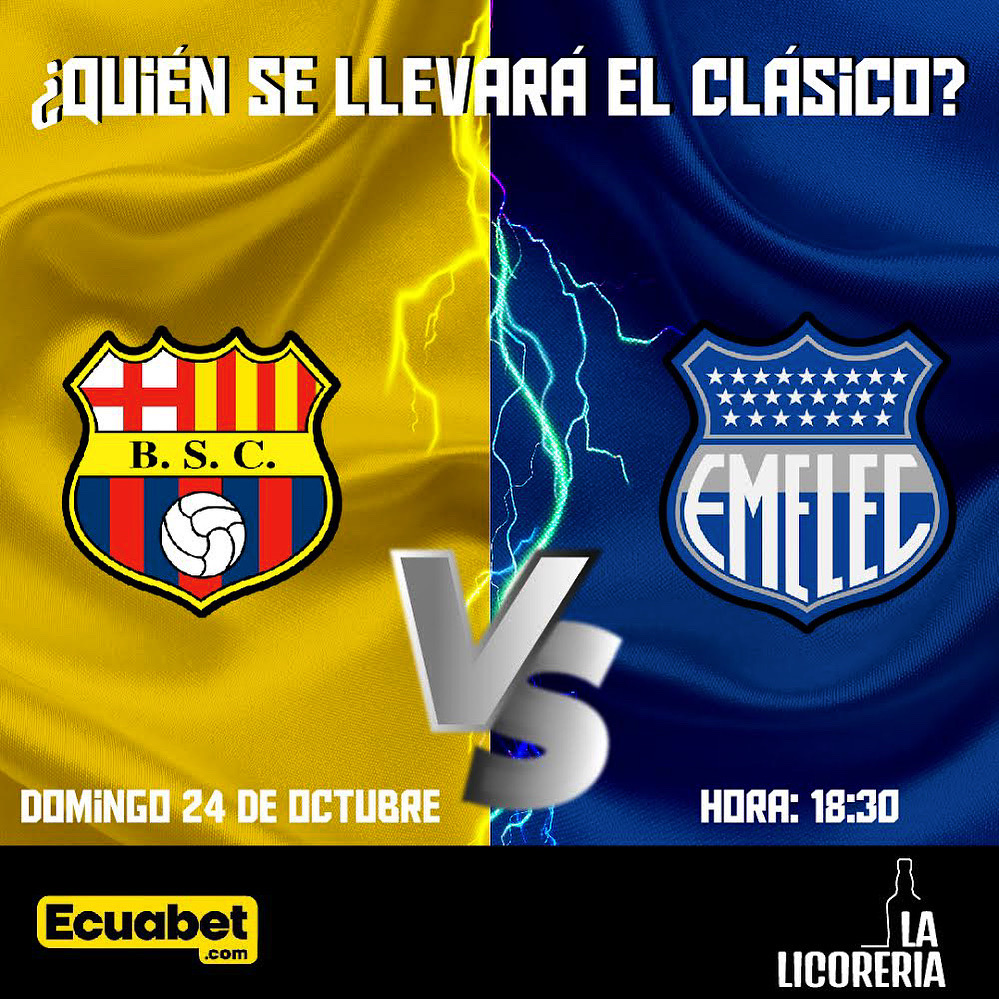 ¿QUIÉN SE LLEVARÁ EL CLÁSICO?
B. S. C.
EMELEC
VS
DOMINGO 24 DE OCTUBRE
HORA: 18:30
Ecuabet
.com
LA
LICORERIA